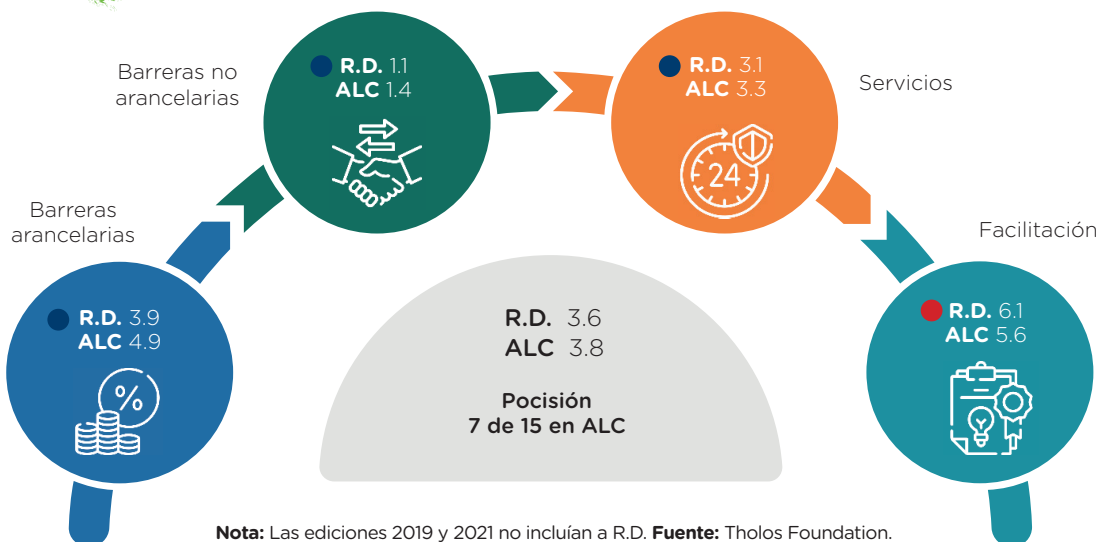 Barreras no
arancelarias
R.D. 1.1
ALC 1.4
R.D. 3.1
ALC 3.3
24
Servicios
Barreras
arancelarias
R.D. 3.9
ALC 4.9
%
Facilitación
R.D. 6.1
ALC 5.6
R.D. 3.6
ALC 3.8
Pocisión
7 de 15 en ALC
Nota: Las ediciones 2019 y 2021 no incluían a R.D. Fuente: Tholos Foundation.